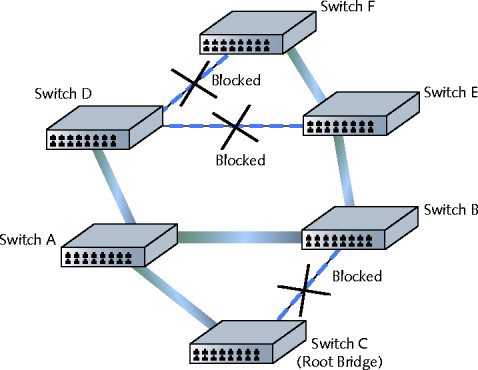 Switch F
Blocked
Switch D
Switch E
Blocked
Switch B
Switch A
Blocked
Switch C
(Root Bridge)